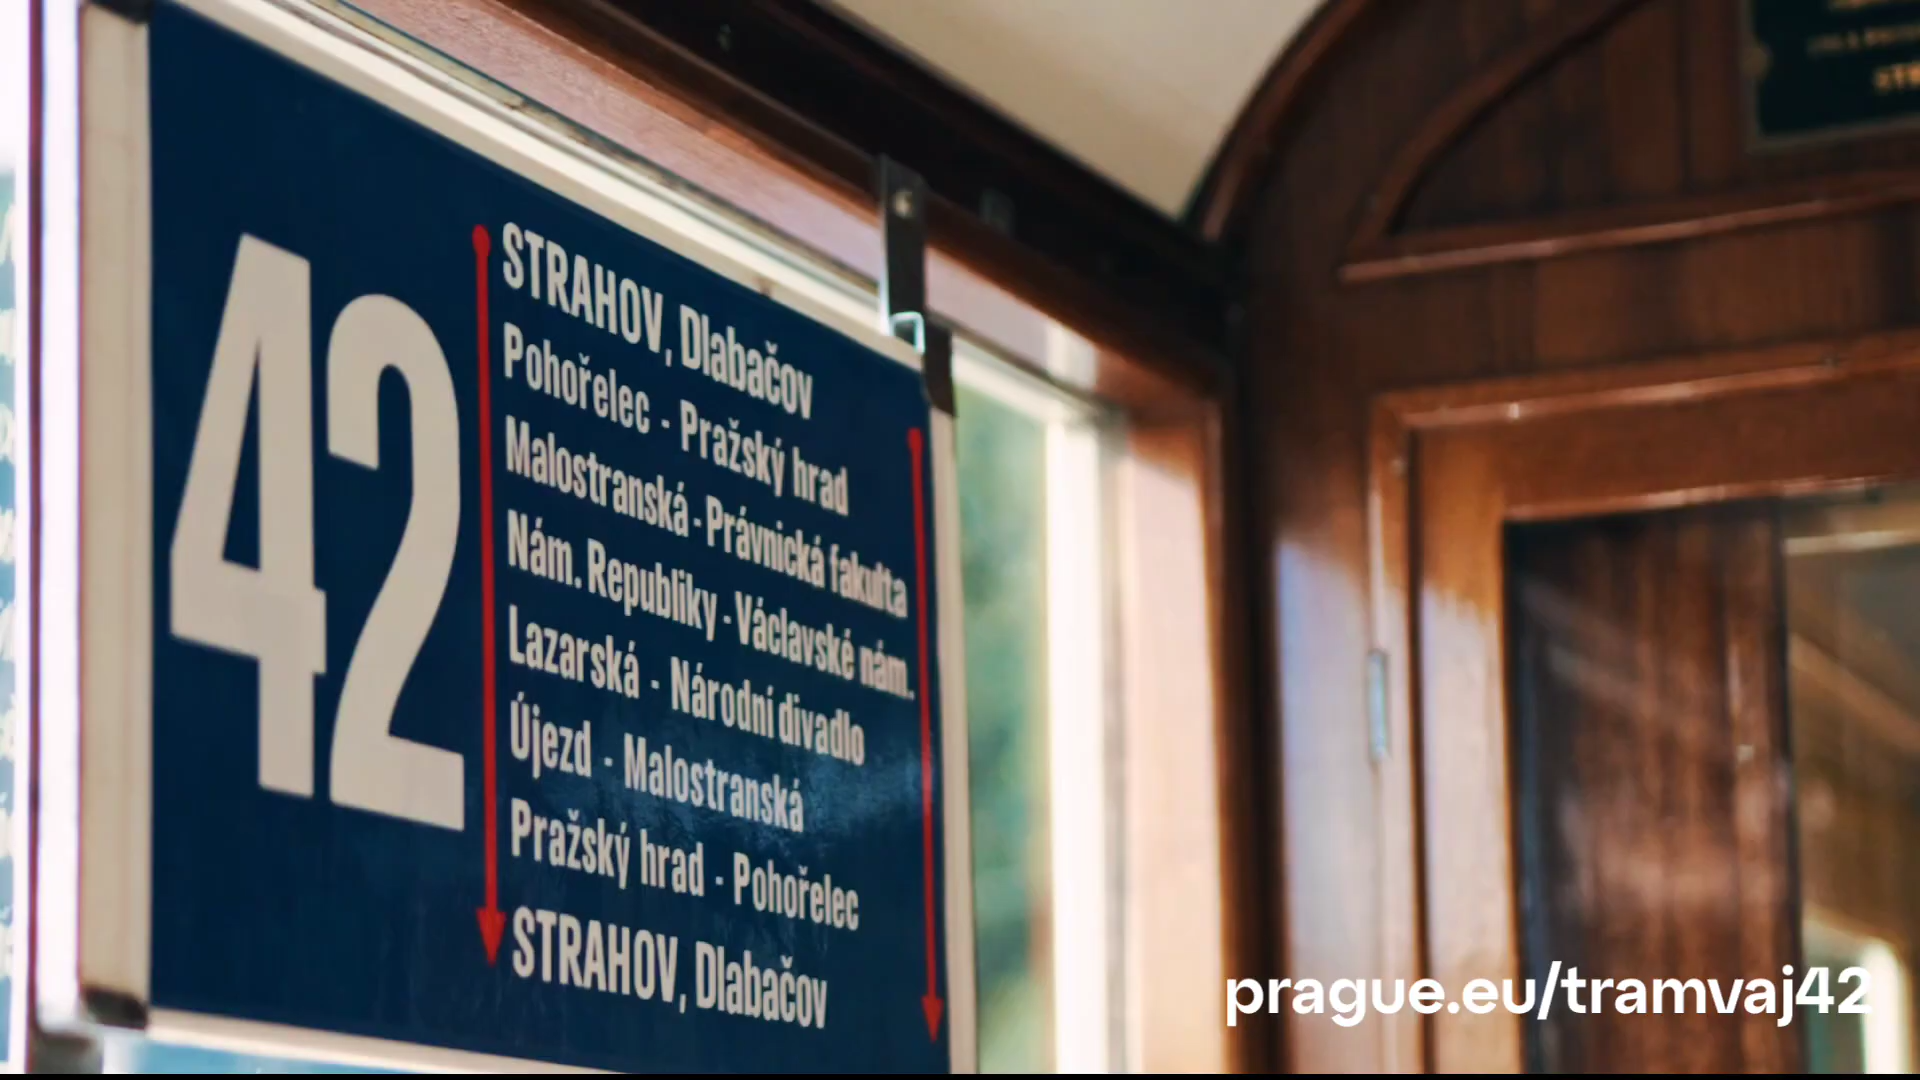 42
STRAHOV, Dlabačov
Pohořelec - Pražský hrad
Malostranská - Právnická fakulta
Nám. Republiky - Václavské nám.
Lazarská - Národní divadlo
Újezd - Malostranská
Pražský hrad - Pohořelec
STRAHOV, Dlabačov
prague.eu/tramvaj42